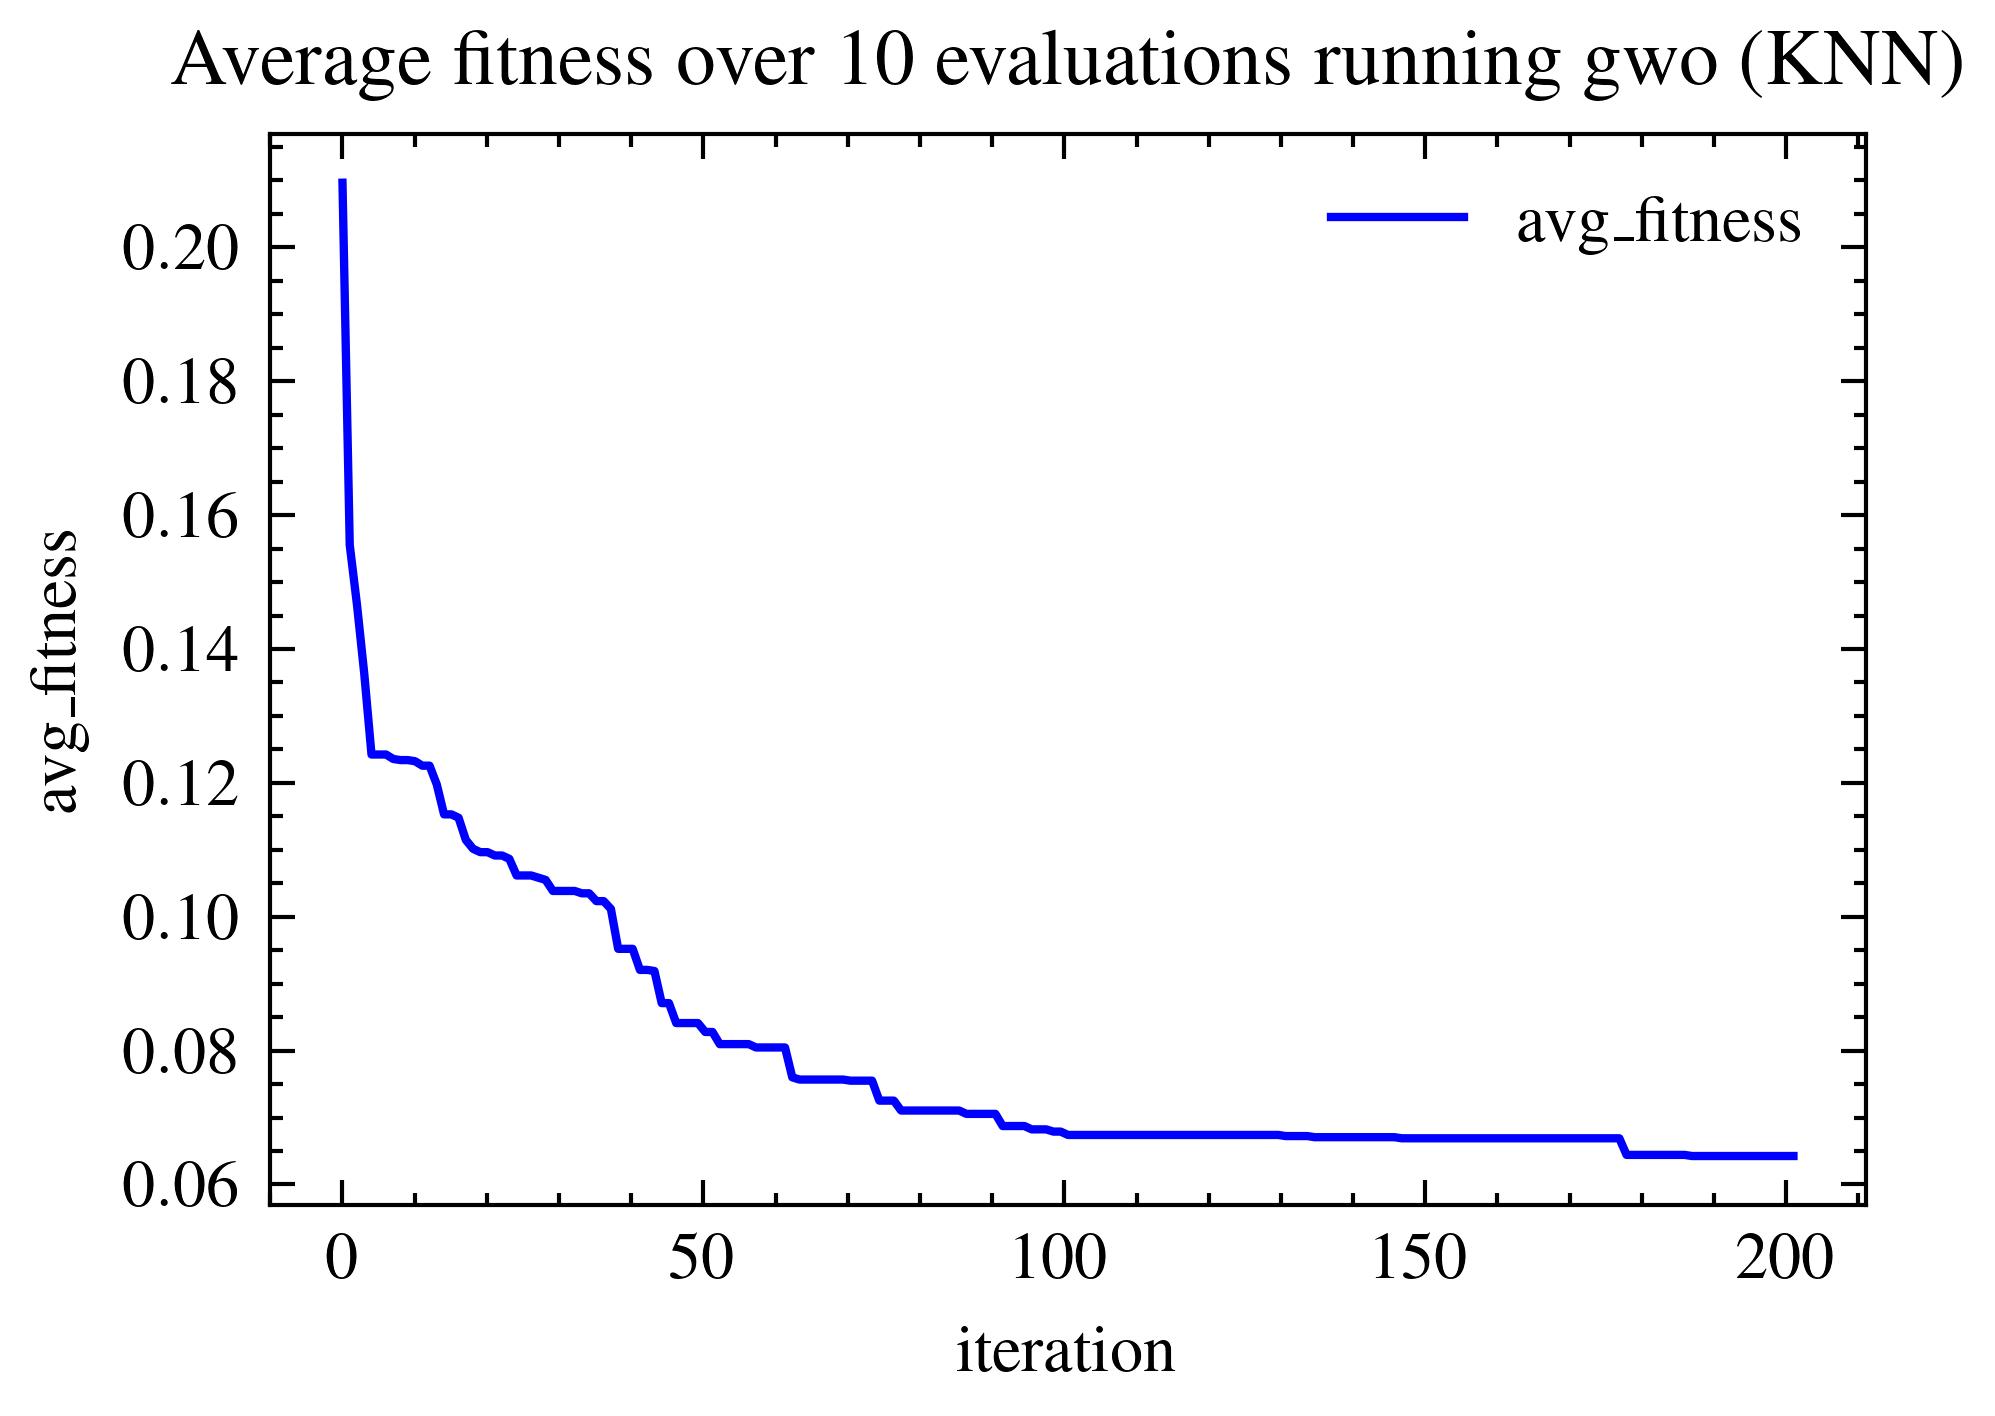 Average fitness over 10 evaluations running gwo (KNN)
avg_fitness
avg_fitness
0.20
0.18
0.16
0.14
0.12
0.10
0.08
0.06
0 50 100 150 200
iteration